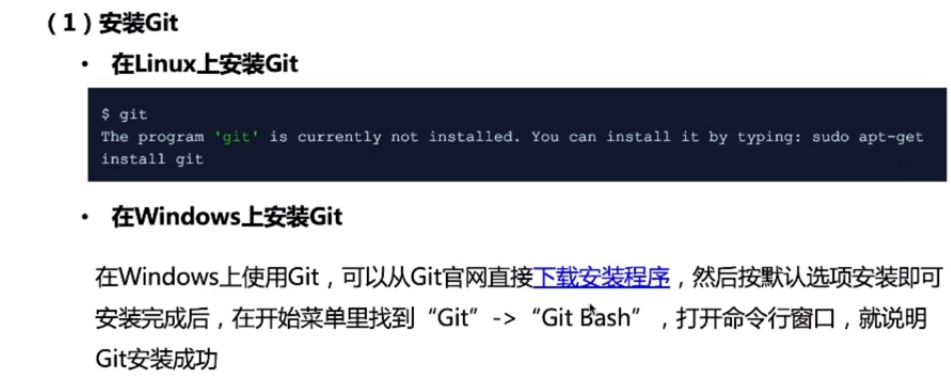 （1）安装Git
• 在Linux上安装Git
$ git
The program 'git' is currently not installed. You can install it by typing: sudo apt-get
install git
• 在Windows上安装Git
在Windows上使用Git，可以从Git官网直接下载安装程序，然后按默认选项安装即可
安装完成后，在开始菜单里找到“Git”->“Git Bash”，打开命令行窗口，就说明
Git安装成功